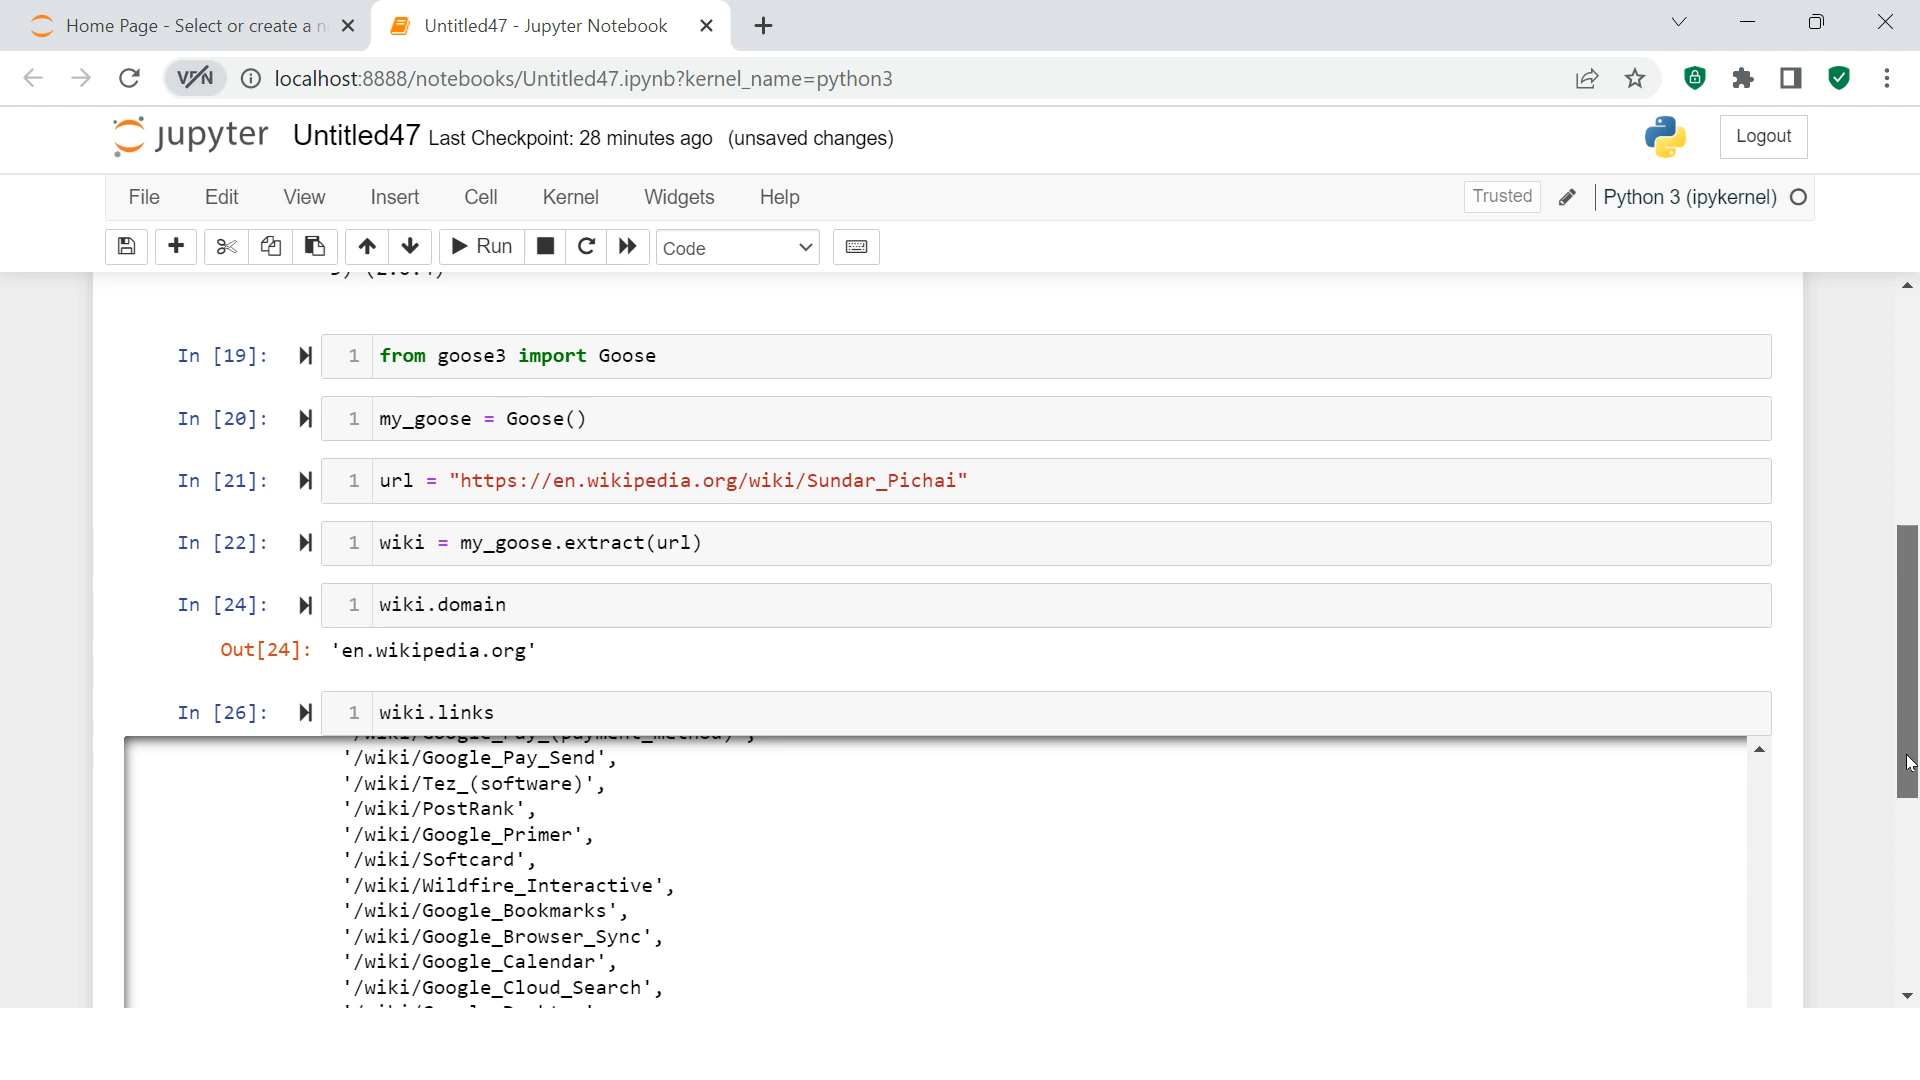 Home Page - Select or create a n
Untitled47 - Jupyter Notebook
VPN
localhost:8888/notebooks/Untitled47.ipynb?kernel_name=python3
jupyter Untitled47 Last Checkpoint: 28 minutes ago (unsaved changes)
Logout
File Edit View Insert Cell Kernel Widgets Help
Trusted Python 3 (ipykernel)
Run Code
In [19]: 1 from goose3 import Goose
In [20]: 1 my_goose = Goose()
In [21]: 1 url = "https://en.wikipedia.org/wiki/Sundar_Pichai"
In [22]: 1 wiki = my_goose.extract(url)
In [24]: 1 wiki.domain
Out[24]: 'en.wikipedia.org'
In [26]: 1 wiki.links
'/wiki/Google_Pay_(payment_method)',
'/wiki/Google_Pay_Send',
'/wiki/Tez_(software)',
'/wiki/PostRank',
'/wiki/Google_Primer',
'/wiki/Softcard',
'/wiki/Wildfire_Interactive',
'/wiki/Google_Bookmarks',
'/wiki/Google_Browser_Sync',
'/wiki/Google_Calendar',
'/wiki/Google_Cloud_Search',